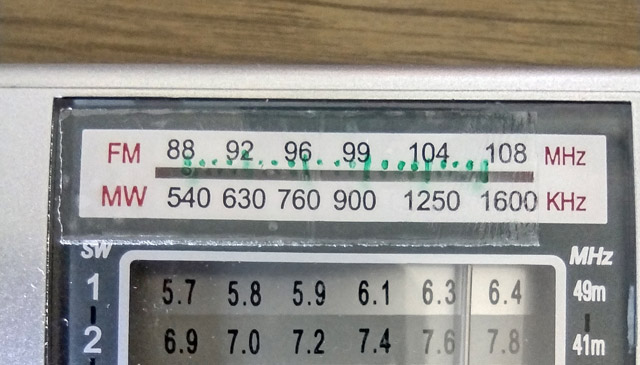 FM 88 92 96 99 104 108 MHz
MW 540 630 760 900 1250 1600 KHz
SW MHz
1 5.7 5.8 5.9 6.1 6.3 6.4 49m
2 6.9 7.0 7.2 7.4 7.6 7.8 41m